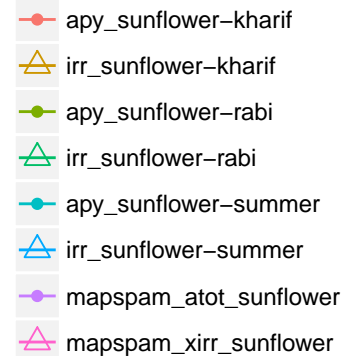 apy_sunflower−kharif
irr_sunflower−kharif
apy_sunflower−rabi
irr_sunflower−rabi
apy_sunflower−summer
irr_sunflower−summer
mapspam_atot_sunflower
mapspam_xirr_sunflower